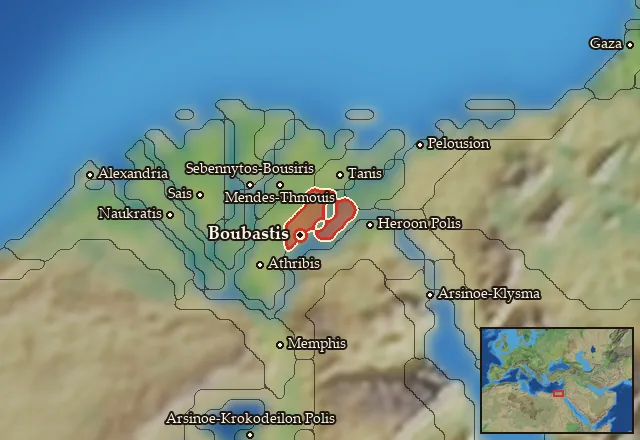 Gaza
Pelousion
Sebennytos-Bousiris
Alexandria
Tanis
Sais
Mendes-Thmouis
Naukratis
Heroon Polis
Boubastis
Athribis
Arsinoe-Klysma
Memphis
Arsinoe-Krokodeilon Polis